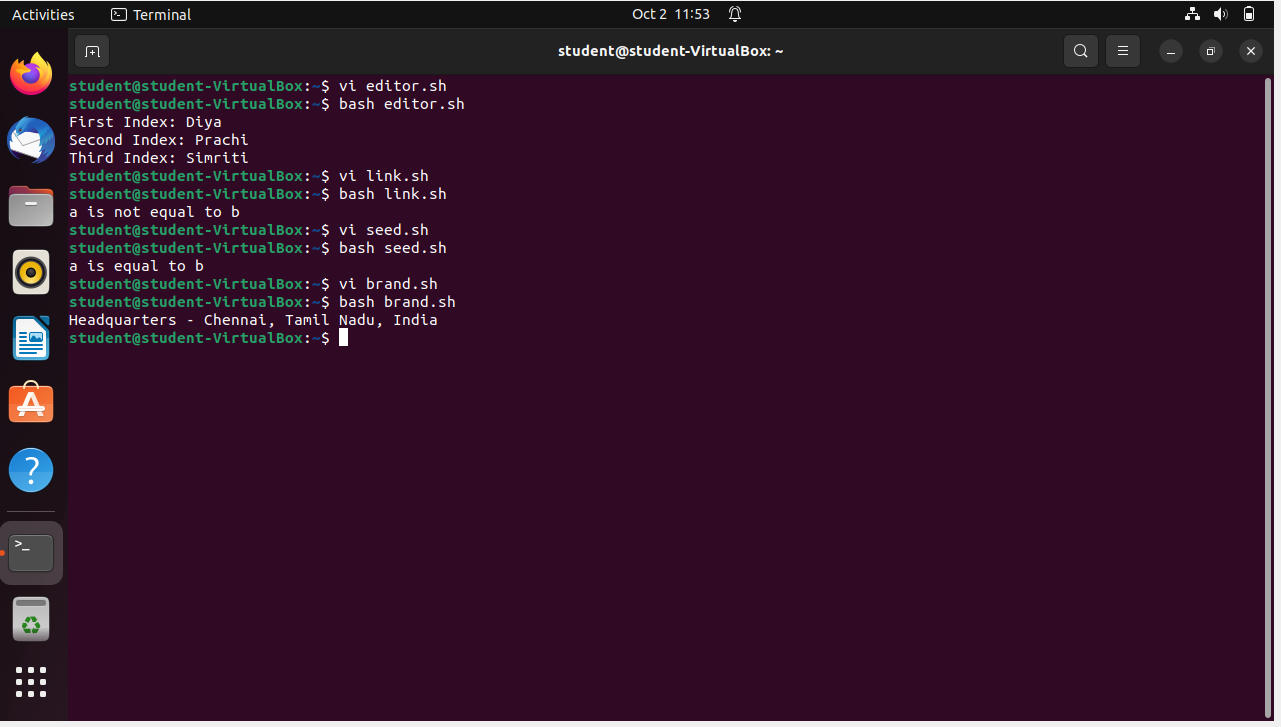 Activities
Terminal
Oct 2 11:53
student@student-VirtualBox: ~
student@student-VirtualBox:~$ vi editor.sh
student@student-VirtualBox:~$ bash editor.sh
First Index: Diya
Second Index: Prachi
Third Index: Simriti
student@student-VirtualBox:~$ vi link.sh
student@student-VirtualBox:~$ bash link.sh
a is not equal to b
student@student-VirtualBox:~$ vi seed.sh
student@student-VirtualBox:~$ bash seed.sh
a is equal to b
student@student-VirtualBox:~$ vi brand.sh
student@student-VirtualBox:~$ bash brand.sh
Headquarters - Chennai, Tamil Nadu, India
student@student-VirtualBox:~$